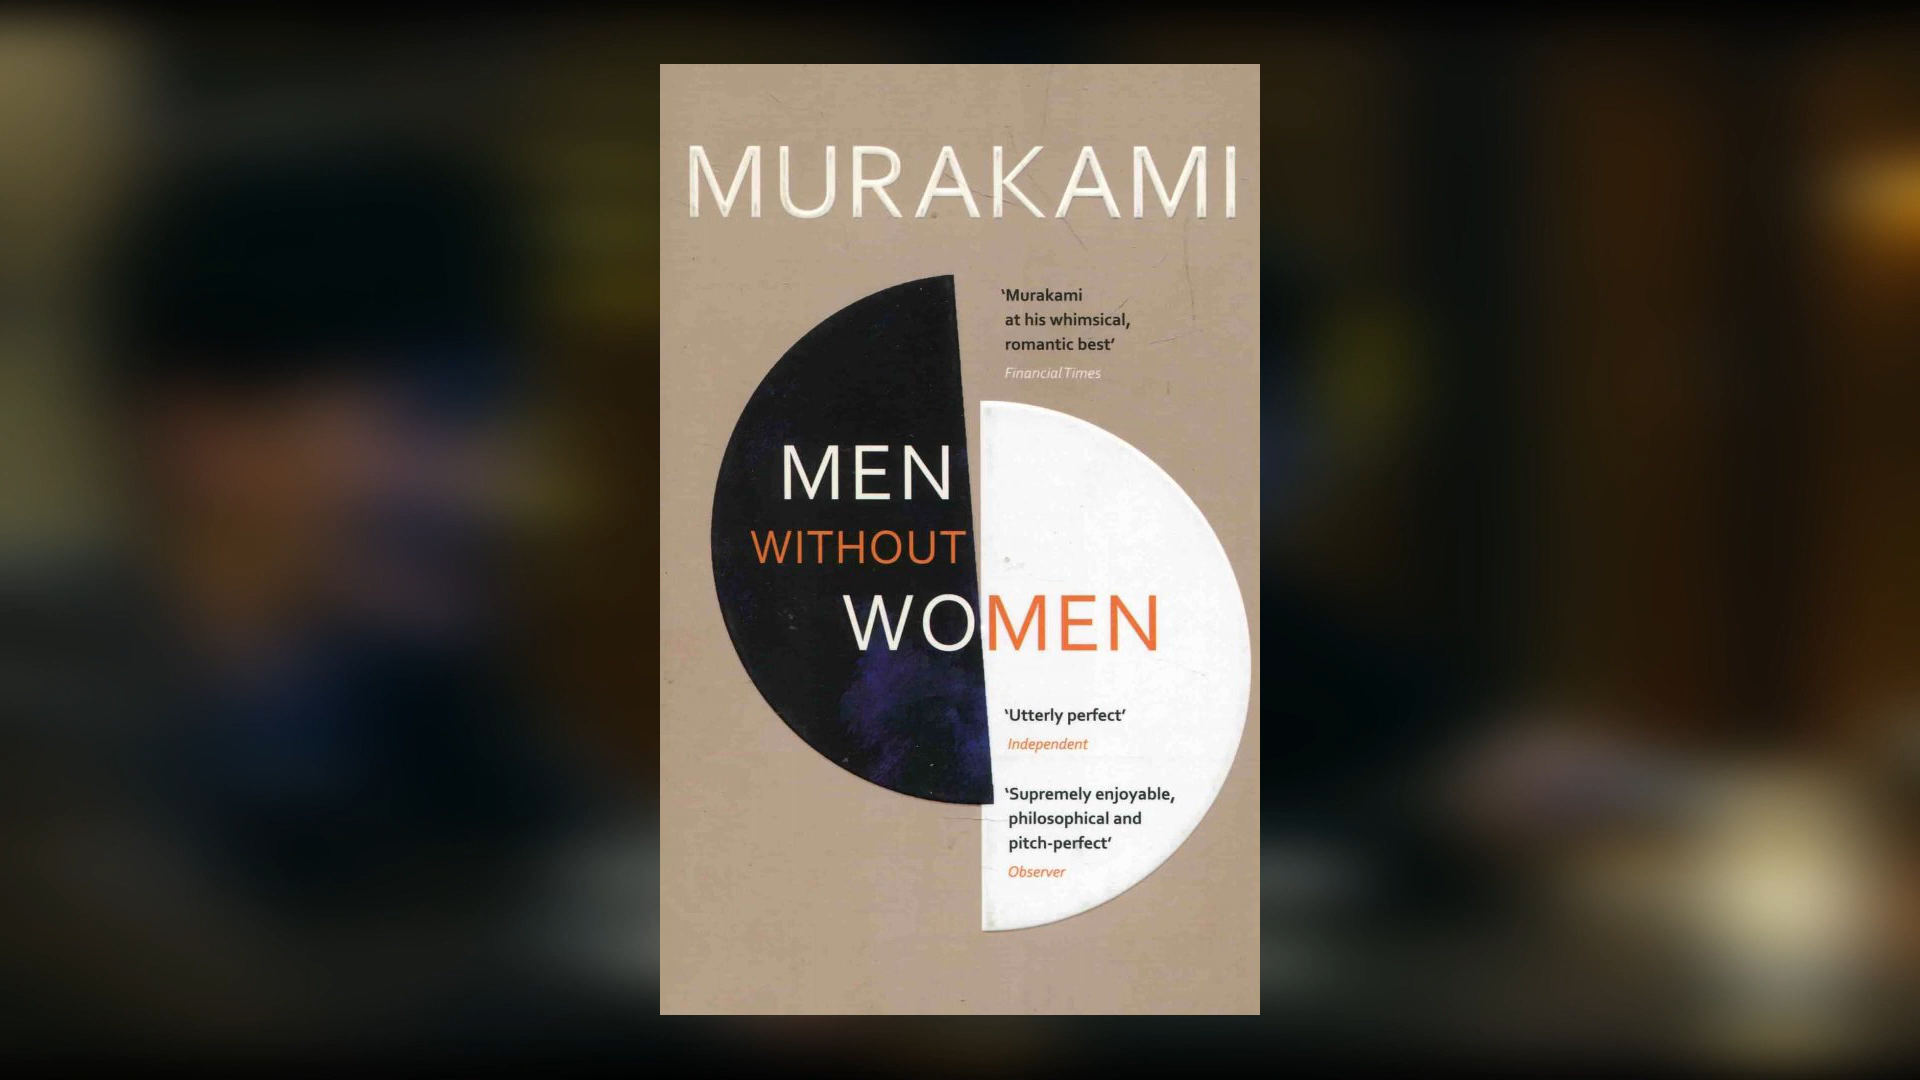 MURAKAMI
‘Murakami
at his whimsical,
romantic best’
Financial Times
MEN
WITHOUT
WOMEN
‘Utterly perfect’
Independent
‘Supremely enjoyable,
philosophical and
pitch-perfect’
Observer